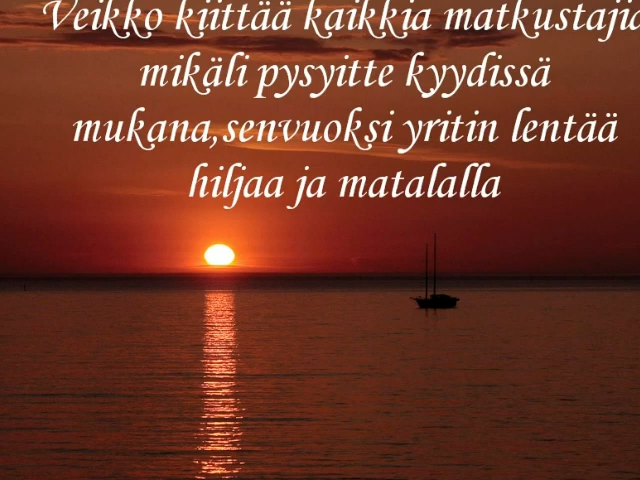 Veikko kiittää kaikkia matkustajia
mikäli pysyitte kyydissä
mukana,senvuoksi yritin lentää
hiljaa ja matalalla